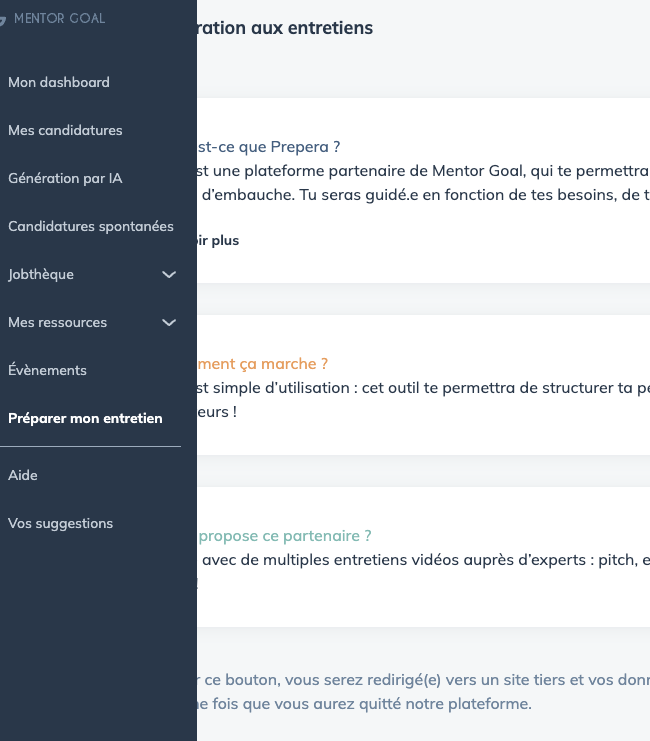 MENTOR GOAL
Mon dashboard
Mes candidatures
Génération par IA
Candidatures spontanées
Jobthèque
Mes ressources
Évènements
Préparer mon entretien
Aide
Vos suggestions
ration aux entretiens
st-ce que Prepera ?
st une plateforme partenaire de Mentor Goal, qui te permettra
d'embauche. Tu seras guidé.e en fonction de tes besoins, de t
ir plus
ment ça marche ?
st simple d'utilisation : cet outil te permettra de structurer ta pe
eurs !
propose ce partenaire ?
avec de multiples entretiens vidéos auprès d'experts : pitch, e
!
r ce bouton, vous serez redirigé(e) vers un site tiers et vos donn
ne fois que vous aurez quitté notre plateforme.